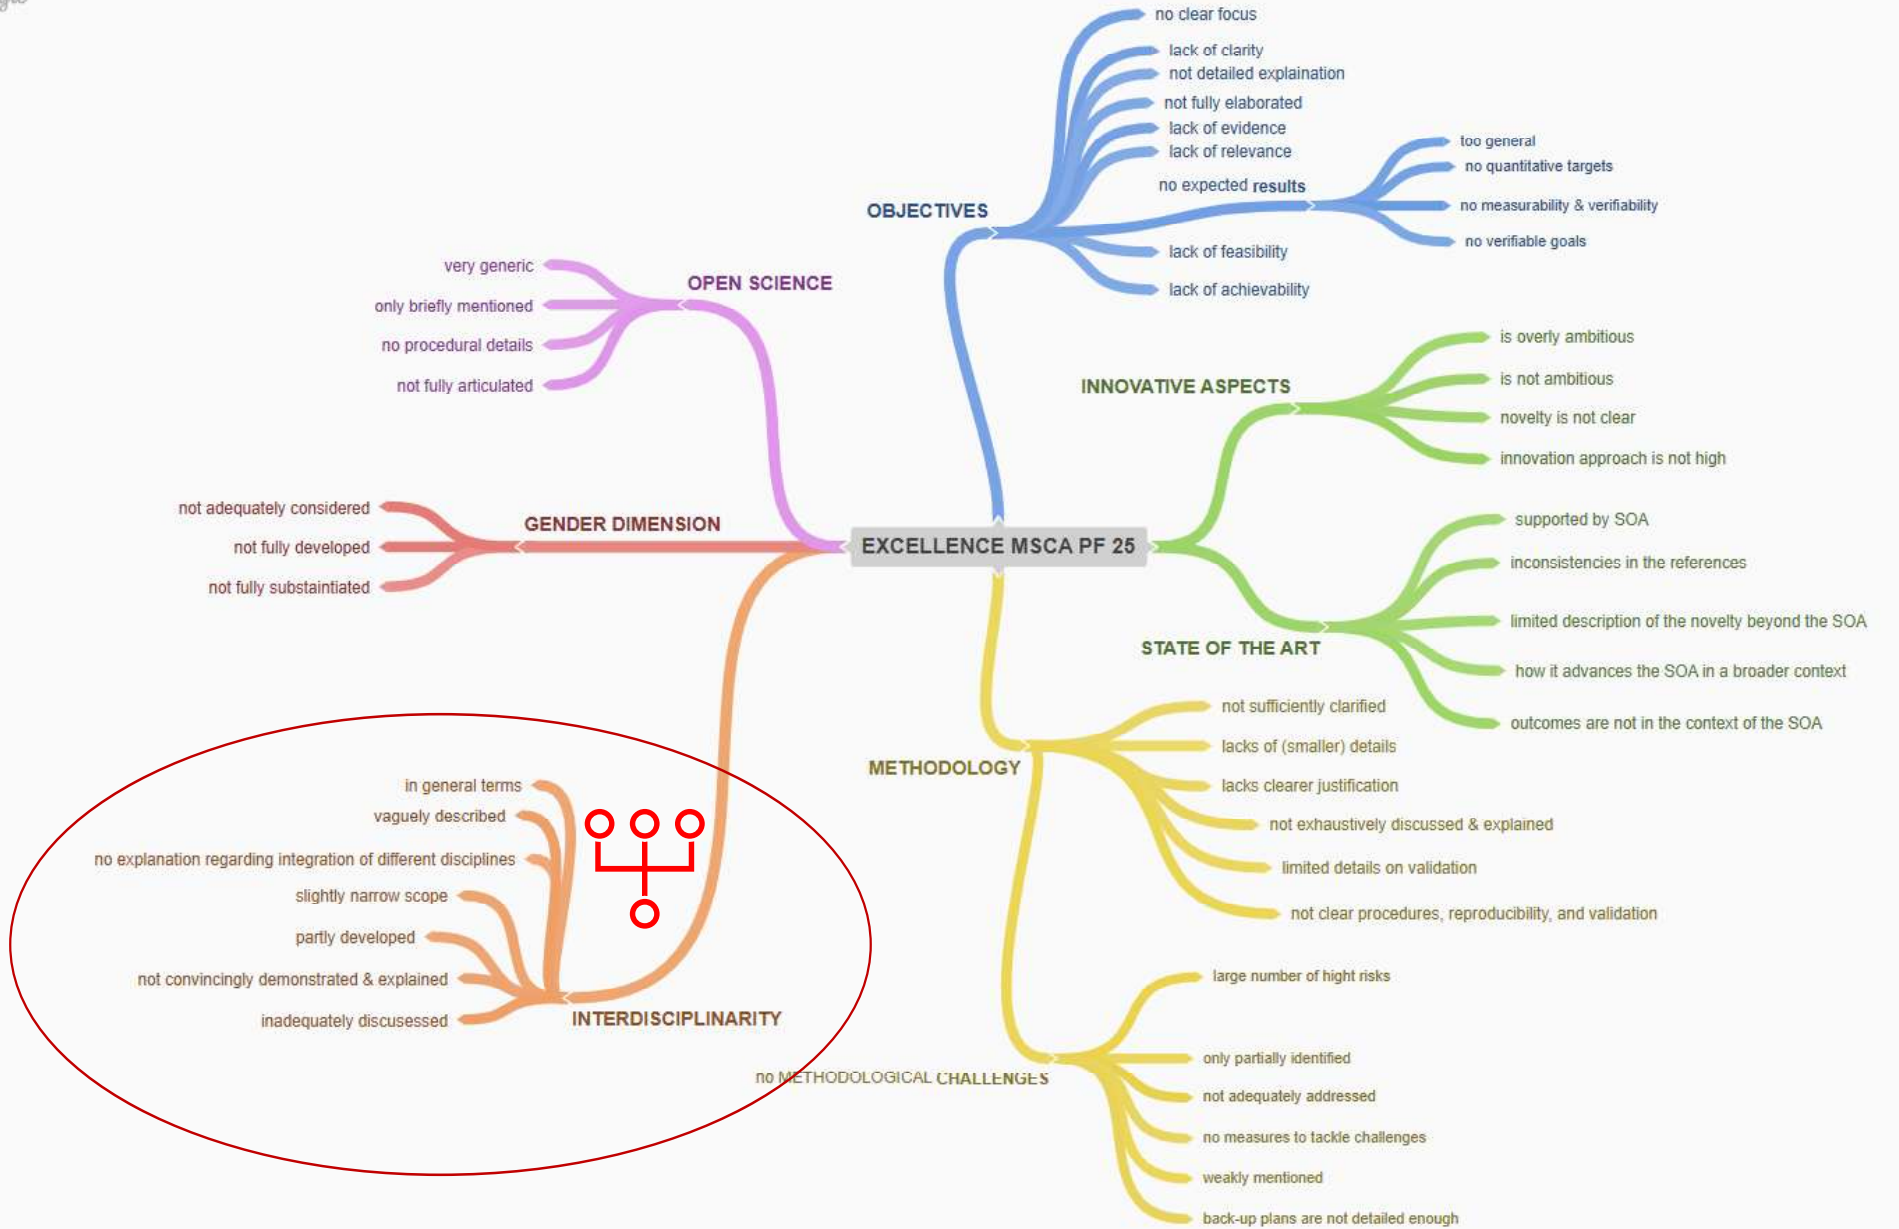 no clear focus
lack of clarity
not detailed explaination
not fully elaborated
lack of evidence
lack of relevance
no expected results
too general
no quantitative targets
no measurability & verifiability
no verifiable goals
OBJECTIVES
lack of feasibility
lack of achievability
very generic
only briefly mentioned
no procedural details
not fully articulated
OPEN SCIENCE
INNOVATIVE ASPECTS
is overly ambitious
is not ambitious
novelty is not clear
innovation approach is not high
not adequately considered
not fully developed
not fully substaintiated
GENDER DIMENSION
EXCELLENCE MSCA PF 25
supported by SOA
inconsistencies in the references
limited description of the novelty beyond the SOA
how it advances the SOA in a broader context
outcomes are not in the context of the SOA
STATE OF THE ART
METHODOLOGY
not sufficiently clarified
lacks of (smaller) details
lacks clearer justification
not exhaustively discussed & explained
limited details on validation
not clear procedures, reproducibility, and validation
in general terms
vaguely described
no explanation regarding integration of different disciplines
slightly narrow scope
partly developed
not convincingly demonstrated & explained
inadequately discusessed
INTERDISCIPLINARITY
no METHODOLOGICAL CHALLENGES
large number of hight risks
only partially identified
not adequately addressed
no measures to tackle challenges
weakly mentioned
back-up plans are not detailed enough